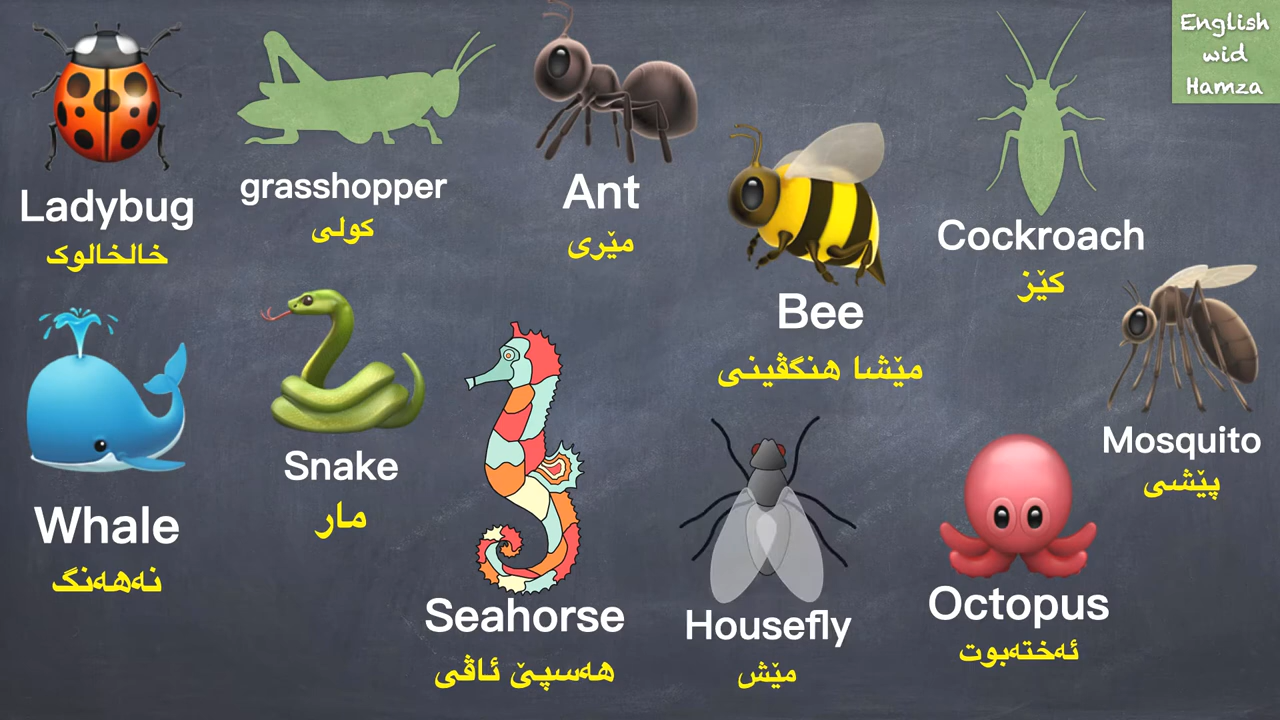 English
wid
Hamza
Ladybug
خالخالوک
grasshopper
کولی
Ant
مێری
Bee
مێشا هنگڤینی
Cockroach
کێز
Mosquito
پێشی
Whale
نەهەنگ
Snake
مار
Seahorse
هەسپێ ئاڤی
Housefly
مێش
Octopus
ئەختەبوت